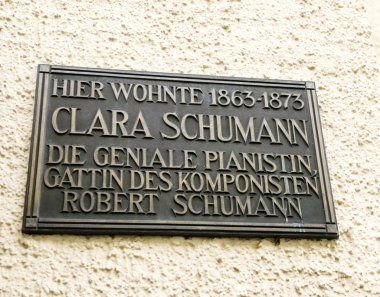 HIER WOHNTE 1863-1873
CLARA SCHUMANN
DIE GENIALE PIANISTIN,
GATTIN DES KOMPONISTEN
ROBERT SCHUMANN